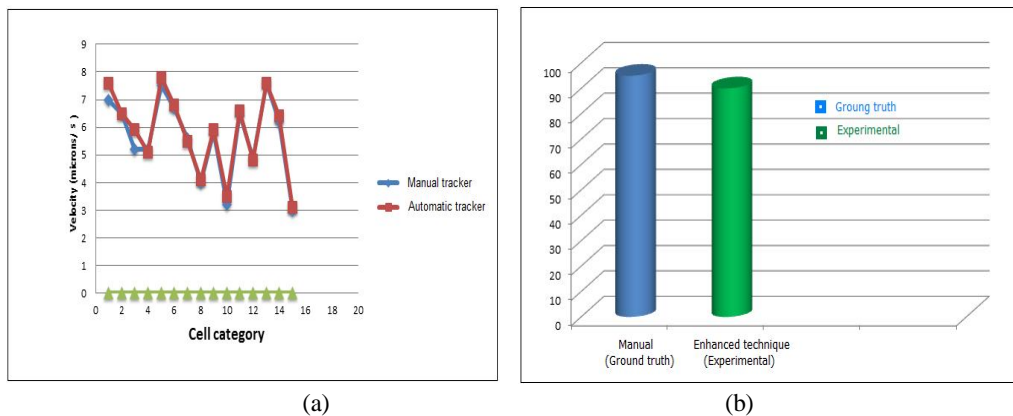 9
8
7
6
5
4
3
2
1
0
Velocity (microns/ s )
0 2 4 6 8 10 12 14 16 18 20
Cell category
Manual tracker
Automatic tracker
(a)
100
90
80
70
60
50
40
30
20
10
0
Groung truth
Experimental
Manual
(Ground truth)
Enhanced technique
(Experimental)
(b)